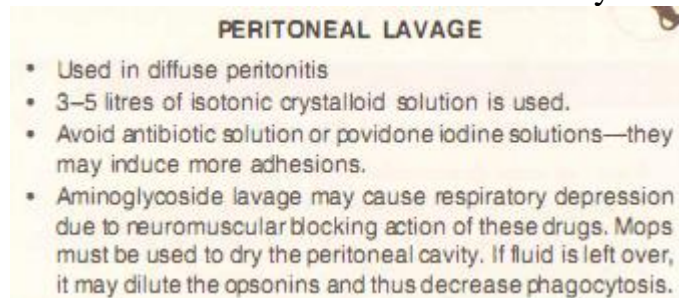 PERITONEAL LAVAGE
• Used in diffuse peritonitis
• 3–5 litres of isotonic crystalloid solution is used.
• Avoid antibiotic solution or povidone iodine solutions—they
may induce more adhesions.
• Aminoglycoside lavage may cause respiratory depression
due to neuromuscular blocking action of these drugs. Mops
must be used to dry the peritoneal cavity. If fluid is left over,
it may dilute the opsonins and thus decrease phagocytosis.